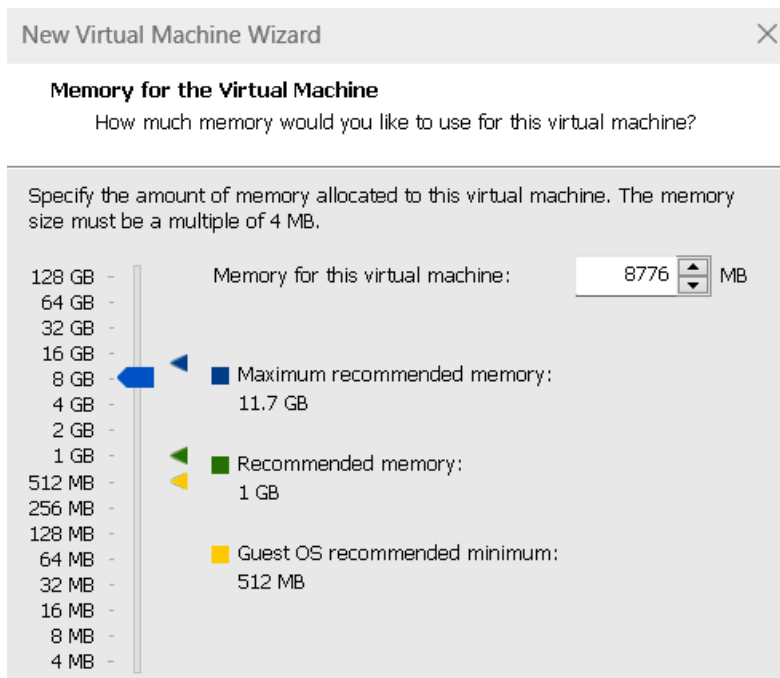 New Virtual Machine Wizard
Memory for the Virtual Machine
How much memory would you like to use for this virtual machine?
Specify the amount of memory allocated to this virtual machine. The memory
size must be a multiple of 4 MB.
Memory for this virtual machine: 8776 MB
128 GB
64 GB
32 GB
16 GB
8 GB
4 GB
2 GB
1 GB
512 MB
256 MB
128 MB
64 MB
32 MB
16 MB
8 MB
4 MB
Maximum recommended memory:
11.7 GB
Recommended memory:
1 GB
Guest OS recommended minimum:
512 MB